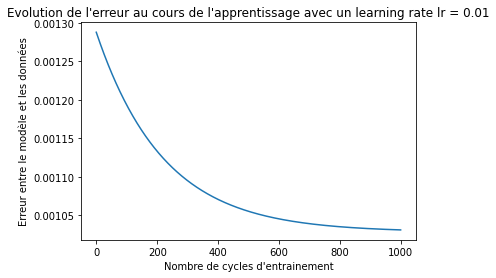 Evolution de l'erreur au cours de l'apprentissage avec un learning rate lr = 0.01
Erreur entre le modèle et les données
0.00130
0.00125
0.00120
0.00115
0.00110
0.00105
0 200 400 600 800 1000
Nombre de cycles d'entrainement